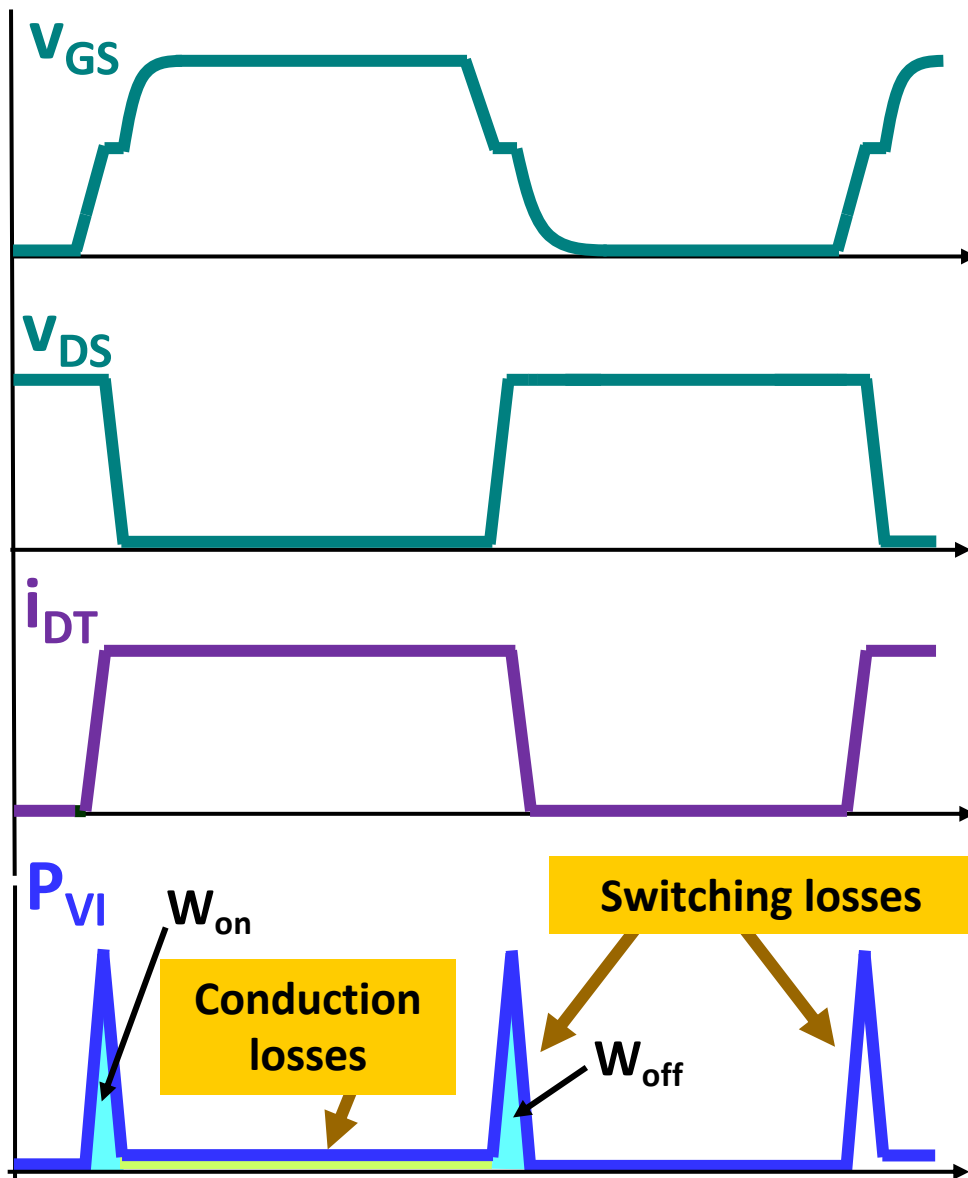 vGS
vDS
iDT
PVI
Won
Switching losses
Conduction
losses
Woff